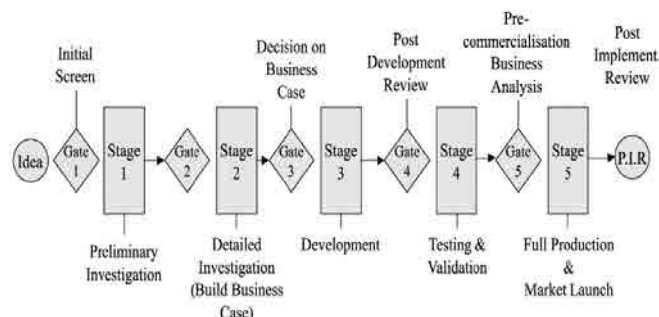 Initial
Screen
Decision on
Business
Case
Post
Development
Review
Pre-
commercialisation
Business
Analysis
Post
Implement
Review
Idea
Gate
1
Stage
1
Gate
2
Stage
2
Gate
3
Stage
3
Gate
4
Stage
4
Gate
5
Stage
5
P.I.R
Preliminary
Investigation
Detailed
Investigation
(Build Business
Case)
Development
Testing &
Validation
Full Production
&
Market Launch